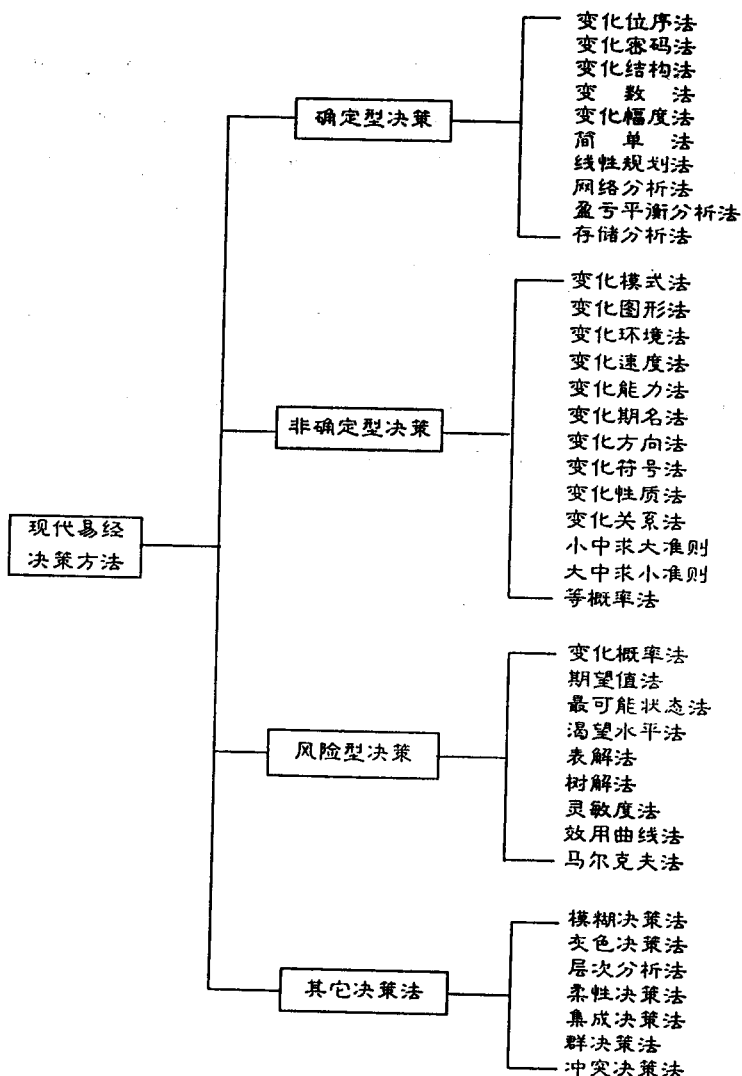 现代易经
决策方法
确定型决策
变化位序法
变化密码法
变化结构法
变数法
变化幅度法
简单法
线性规划法
网络分析法
盈亏平衡分析法
存储分析法
非确定型决策
变化模式法
变化图形法
变化环境法
变化速度法
变化能力法
变化期名法
变化方向法
变化符号法
变化性质法
变化关系法
小中求大准则
大中求小准则
等概率法
风险型决策
变化概率法
期望值法
最可能状态法
渴望水平法
表解法
树解法
灵敏度法
效用曲线法
马尔克夫法
其它决策法
模糊决策法
灰色决策法
层次分析法
柔性决策法
集成决策法
群决策法
冲突决策法